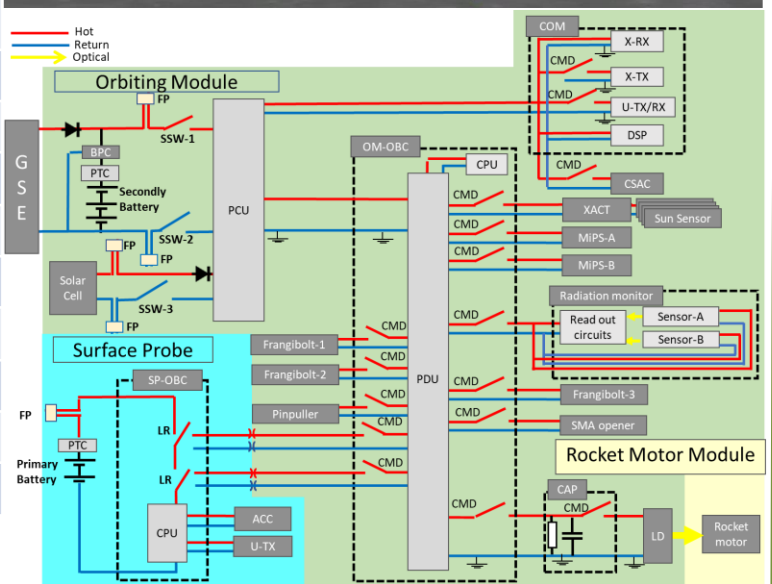 Hot
Return
Optical
Orbiting Module
FP
SSW-1
GSE
BPC
PTC
Secondly
Battery
SSW-2
FP
FP
Solar
Cell
SSW-3
FP
PCU
OM-OBC
CPU
PDU
COM
X-RX
CMD
X-TX
CMD
U-TX/RX
DSP
CMD
CSAC
CMD
XACT
Sun Sensor
CMD
MiPS-A
CMD
MiPS-B
Radiation monitor
CMD
Read out
circuits
Sensor-A
Sensor-B
CMD
Frangibolt-1
CMD
Frangibolt-2
CMD
Pinpuller
CMD
CMD
CMD
Frangibolt-3
CMD
SMA opener
Surface Probe
SP-OBC
FP
LR
PTC
Primary
Battery
LR
CPU
ACC
U-TX
Rocket Motor Module
CMD
CAP
CMD
LD
Rocket
motor